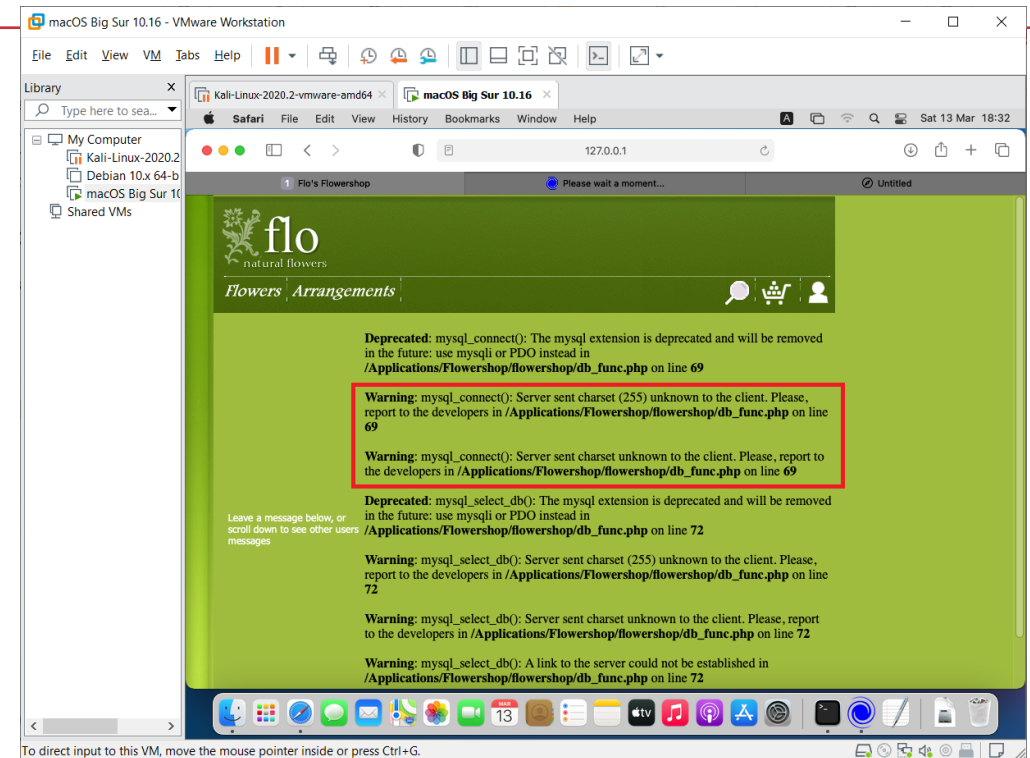 macOS Big Sur 10.16 - VMware Workstation
File Edit View VM Tabs Help
Library X
Type here to sea...
My Computer
Kali-Linux-2020.2
Debian 10.x 64-b
macOS Big Sur 10
Shared VMs
Kali-Linux-2020.2-vmware-amd64
macOS Big Sur 10.16
Safari File Edit View History Bookmarks Window Help
A
Sat 13 Mar 18:32
127.0.0.1
1 Flo's Flowershop
Please wait a moment...
Untitled
flo
natural flowers
Flowers Arrangements
Deprecated: mysql_connect(): The mysql extension is deprecated and will be removed
in the future: use mysqli or PDO instead in
/Applications/Flowershop/flowershop/db_func.php on line 69
Warning: mysql_connect(): Server sent charset (255) unknown to the client. Please,
report to the developers in /Applications/Flowershop/flowershop/db_func.php on line
69
Warning: mysql_connect(): Server sent charset unknown to the client. Please, report to
the developers in /Applications/Flowershop/flowershop/db_func.php on line 69
Leave a message below, or
scroll down to see other users
messages
Deprecated: mysql_select_db(): The mysql extension is deprecated and will be removed
in the future: use mysqli or PDO instead in
/Applications/Flowershop/flowershop/db_func.php on line 72
Warning: mysql_select_db(): Server sent charset (255) unknown to the client. Please,
report to the developers in /Applications/Flowershop/flowershop/db_func.php on line
72
Warning: mysql_select_db(): Server sent charset unknown to the client. Please, report
to the developers in /Applications/Flowershop/flowershop/db_func.php on line 72
Warning: mysql_select_db(): A link to the server could not be established in
/Applications/Flowershop/flowershop/db_func.php on line 72
MAR
13
tv
To direct input to this VM, move the mouse pointer inside or press Ctrl+G.